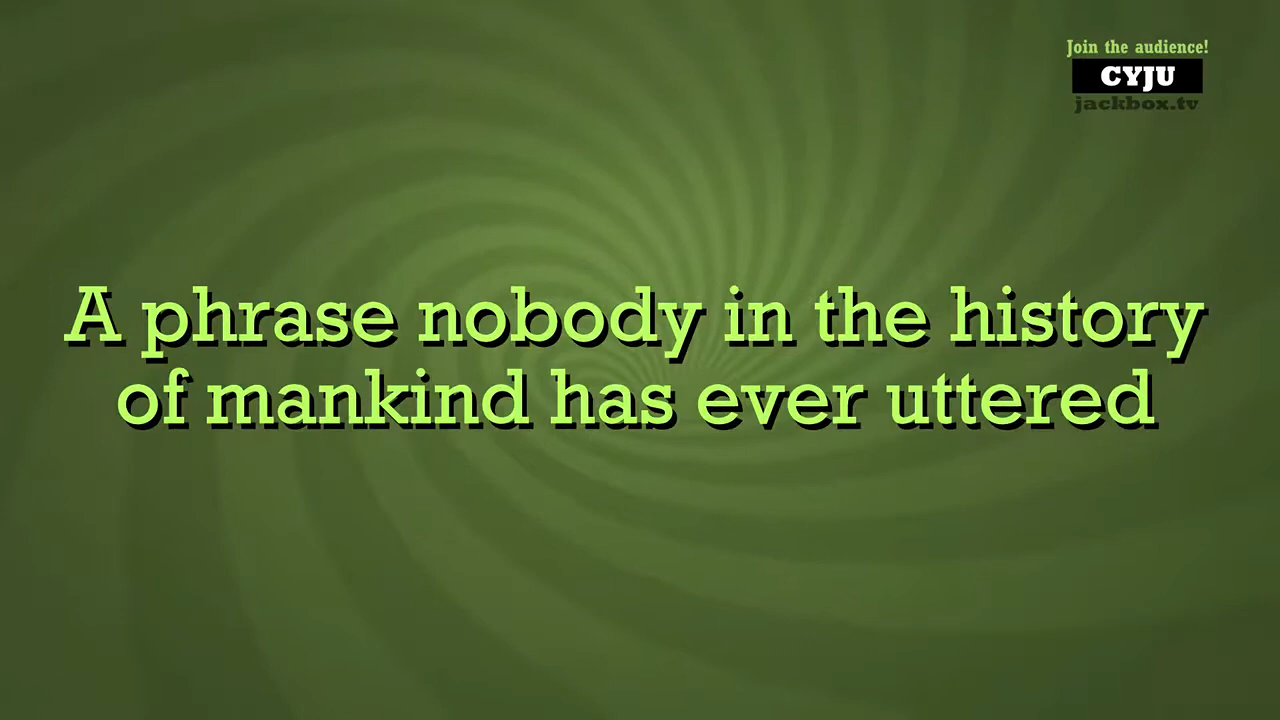 Join the audience!
CYJU
jackbox.tv
A phrase nobody in the history
of mankind has ever uttered